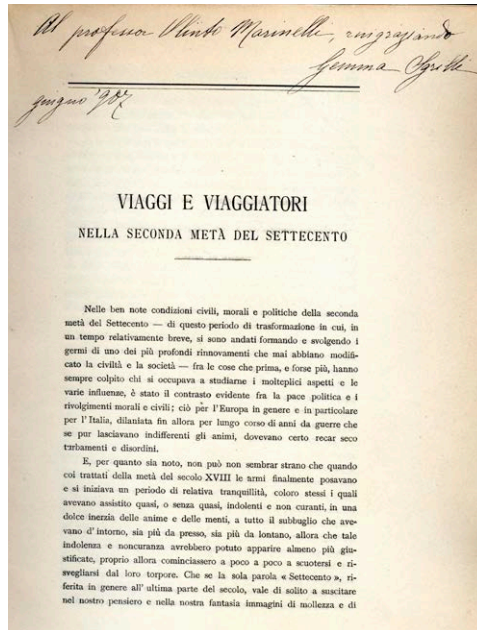 Al professor Olinto Marinelli, ringraziando
Gemma Sgrilli
giugno '907
VIAGGI E VIAGGIATORI
NELLA SECONDA METÀ DEL SETTECENTO
Nelle ben note condizioni civili, morali e politiche della seconda
metà del Settecento — di questo periodo di trasformazione in cui, in
un tempo relativamente breve, si sono andati formando e svolgendo i
germi di uno dei più profondi rinnovamenti che mai abbiano modifi-
cato la civiltà e la società — fra le cose che prima, e forse più, hanno
sempre colpito chi si occupava a studiarne i molteplici aspetti e le
varie influenze, è stato il contrasto evidente fra la pace politica e i
rivolgimenti morali e civili; ciò per l'Europa in genere e in particolare
per l'Italia, dilaniata fin allora per lungo corso di anni da guerre che
se pur lasciavano indifferenti gli animi, dovevano certo recar seco
turbamenti e disordini.
E, per quanto sia noto, non può non sembrar strano che quando
coi trattati della metà del secolo XVIII le armi finalmente posavano
e si iniziava un periodo di relativa tranquillità, coloro stessi i quali
avevano assistito quasi, o senza quasi, indolenti e non curanti, in una
dolce inerzia delle anime e delle menti, a tutto il subbuglio che ave-
vano d'intorno, sia più da presso, sia più da lontano, allora che tale
indolenza e noncuranza avrebbero potuto apparire almeno più giu-
stificate, proprio allora cominciassero a poco a poco a scuotersi e ri-
svegliarsi dal loro torpore. Che se la sola parola « Settecento », ri-
ferita in genere all'ultima parte del secolo, vale di solito a suscitare
nel nostro pensiero e nella nostra fantasia immagini di mollezza e di